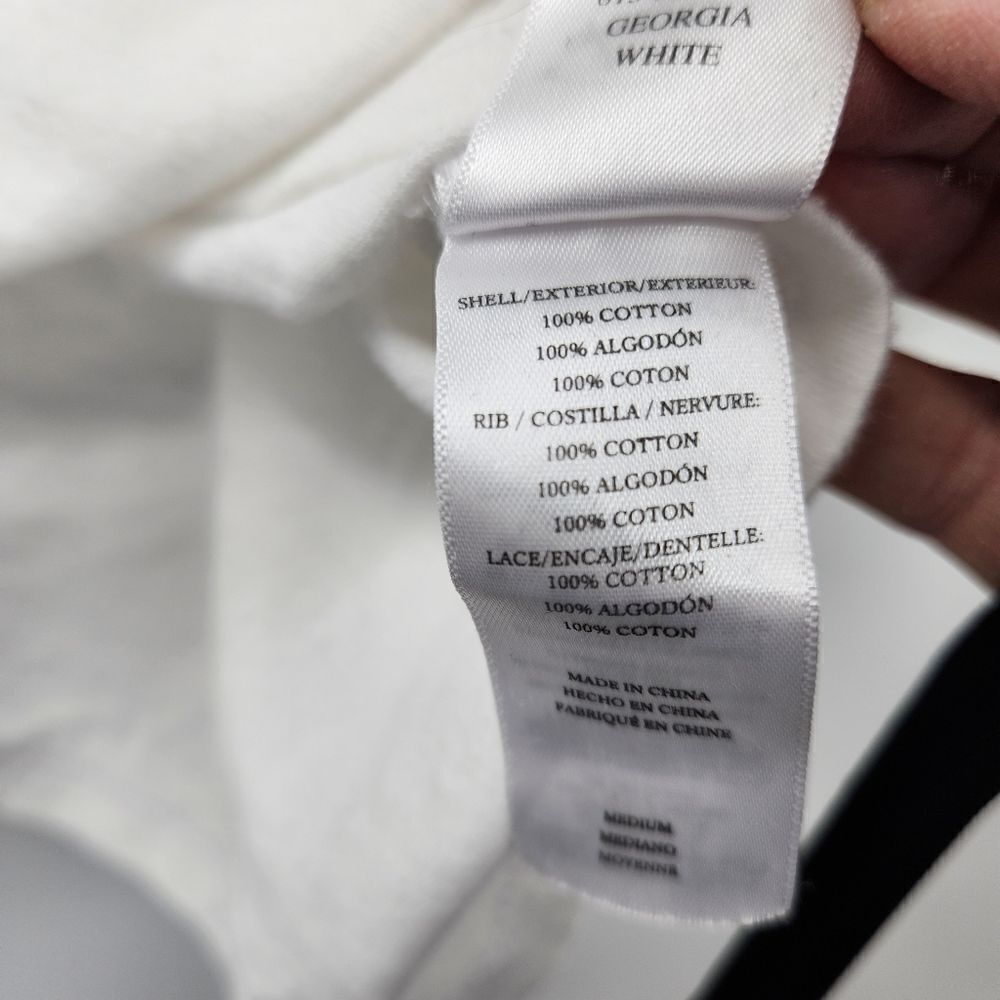 GEORGIA
WHITE
SHELL/EXTERIOR/EXTERIEUR:
100% COTTON
100% ALGODÓN
100% COTON
RIB / COSTILLA / NERVURE:
100% COTTON
100% ALGODÓN
100% COTON
LACE/ENCAJE/DENTELLE:
100% COTTON
100% ALGODÓN
100% COTON
MADE IN CHINA
HECHO EN CHINA
FABRIQUÉ EN CHINE
MEDIUM
MEDIANO
MOYENNE